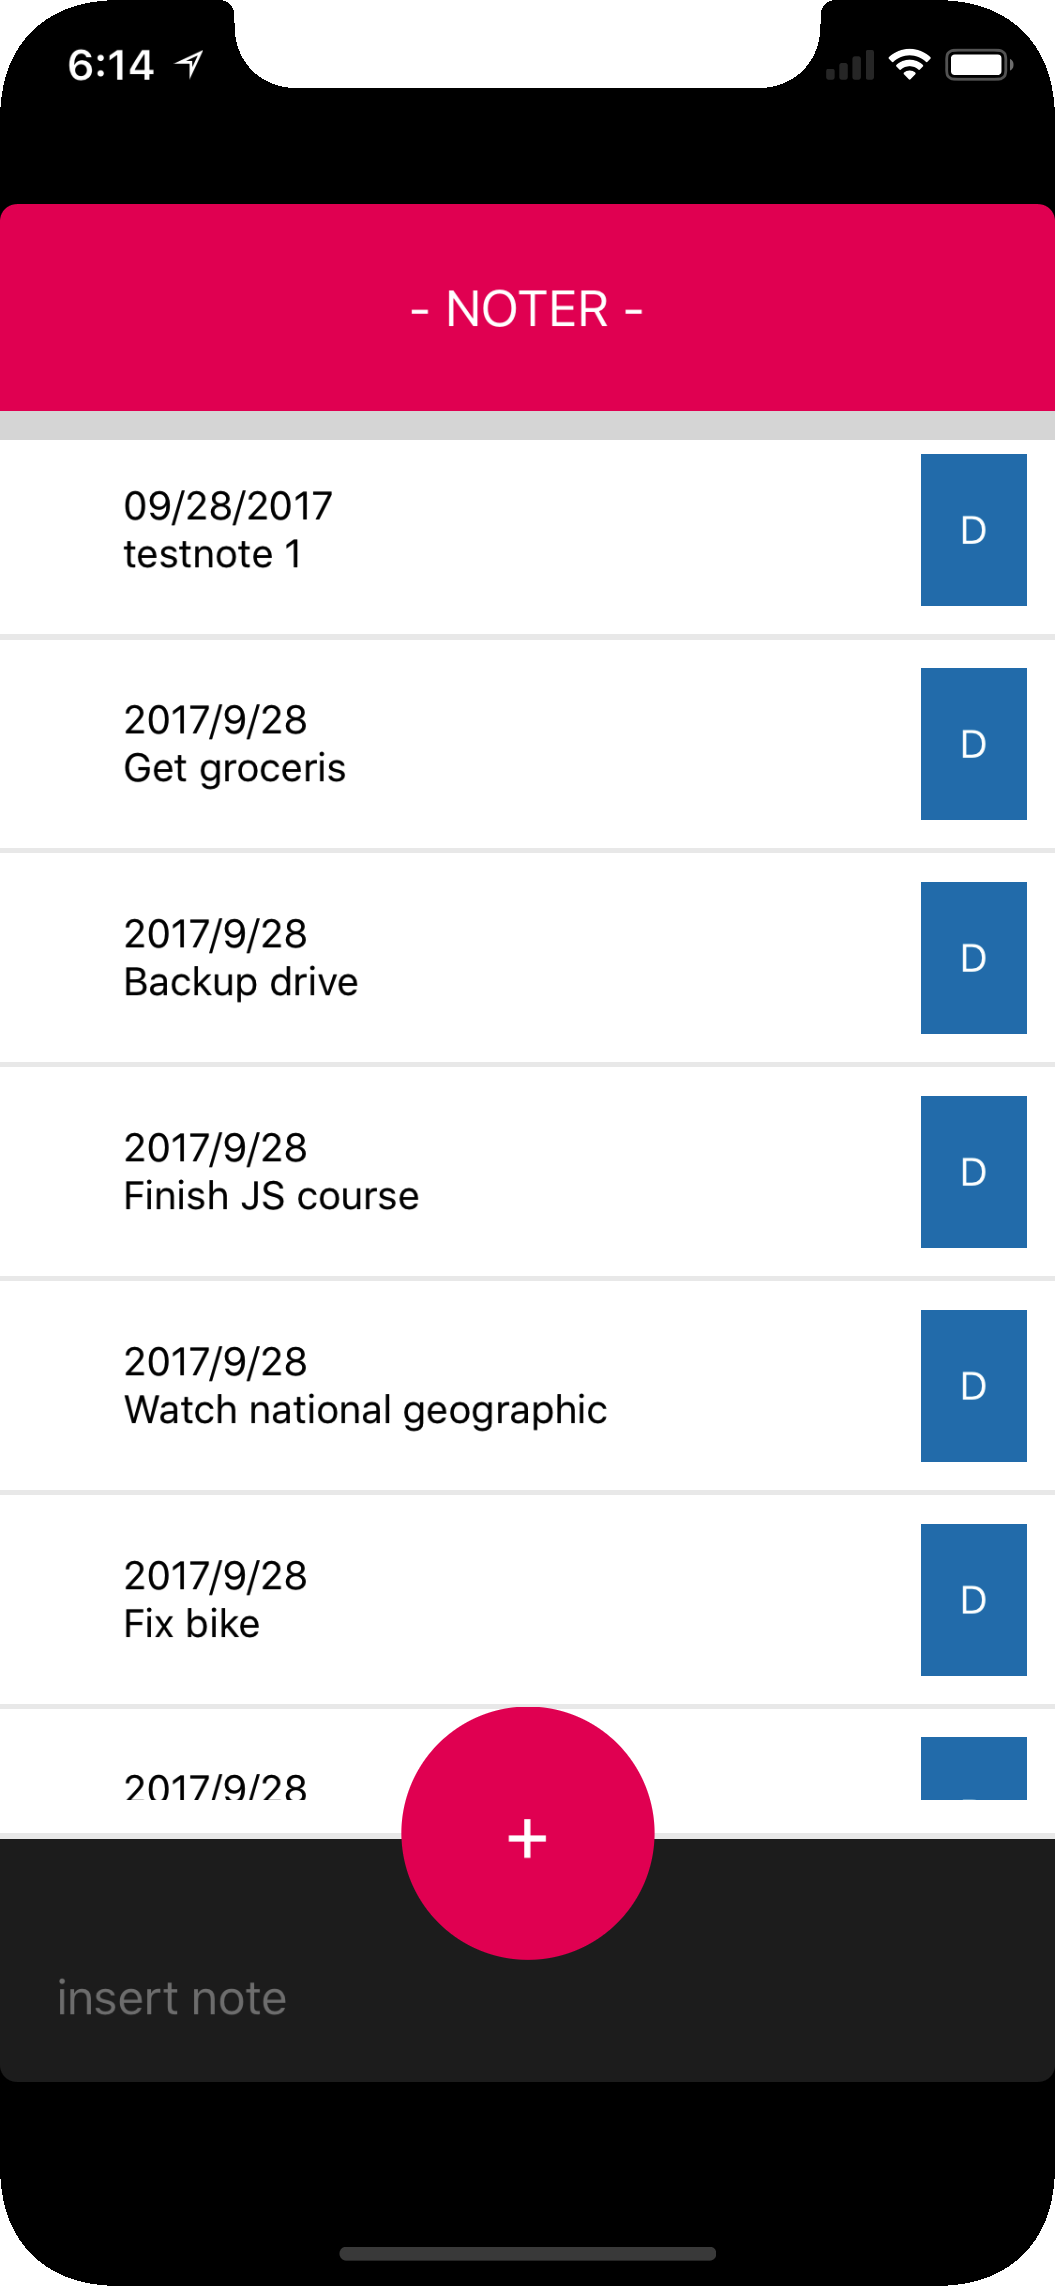 6:14
- NOTER -
09/28/2017
testnote 1
D
2017/9/28
Get groceris
D
2017/9/28
Backup drive
D
2017/9/28
Finish JS course
D
2017/9/28
Watch national geographic
D
2017/9/28
Fix bike
D
2017/9/28
+
insert note